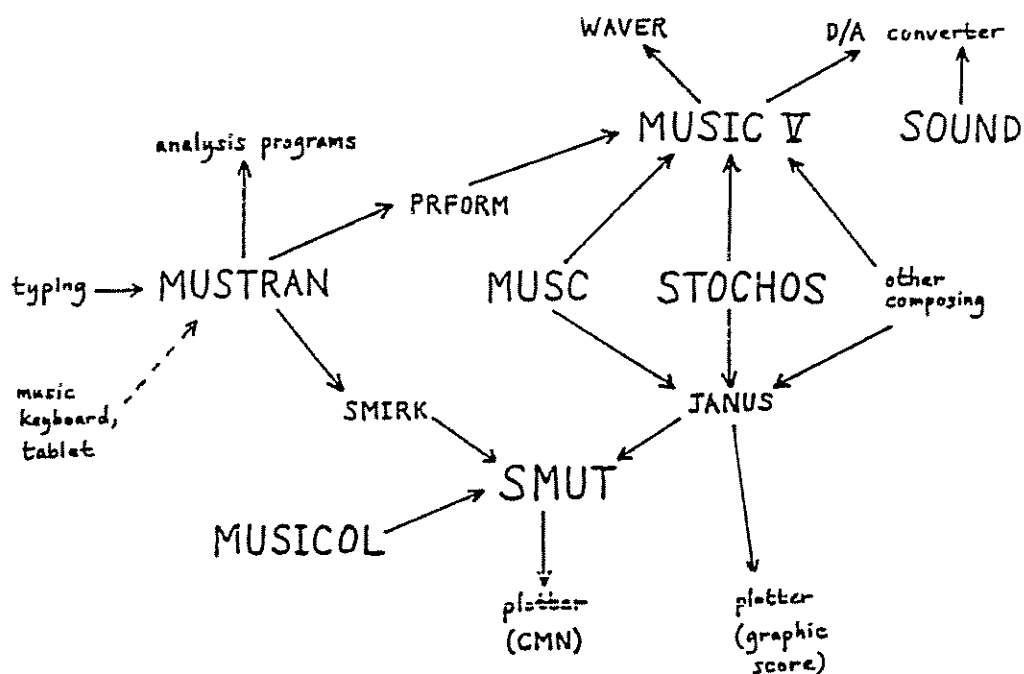 WAVER
D/A converter
MUSIC V
SOUND
analysis programs
PRFORM
typing
MUSTRAN
MUSC
STOCHOS
other
composing
music
keyboard,
tablet
SMIRK
JANUS
SMUT
MUSICOL
plotter
(CMN)
plotter
(graphic
score)